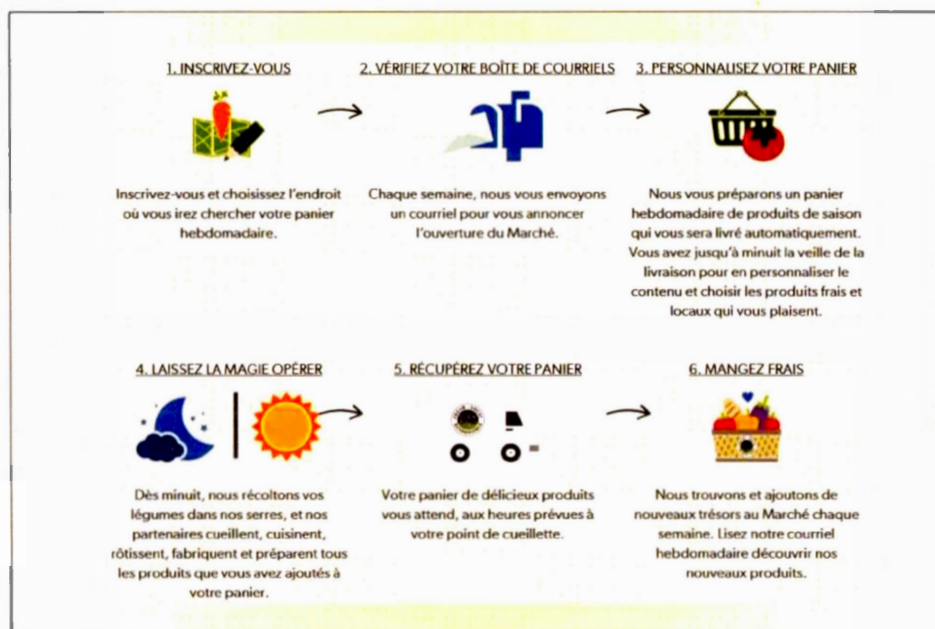 1. INSCRIVEZ-VOUS
Inscrivez-vous et choisissez l'endroit
où vous irez chercher votre panier
hebdomadaire.
2. VÉRIFIEZ VOTRE BOÎTE DE COURRIELS
Chaque semaine, nous vous envoyons
un courriel pour vous annoncer
l'ouverture du Marché.
3. PERSONNALISEZ VOTRE PANIER
Nous vous préparons un panier
hebdomadaire de produits de saison
qui vous sera livré automatiquement.
Vous avez jusqu'à minuit la veille de la
livraison pour en personnaliser le
contenu et choisir les produits frais et
locaux qui vous plaisent.
4. LAISSEZ LA MAGIE OPÉRER
Dès minuit, nous récoltons vos
légumes dans nos serres, et nos
partenaires cueillent, cuisinent,
rôtissent, fabriquent et préparent tous
les produits que vous avez ajoutés à
votre panier.
5. RÉCUPÉREZ VOTRE PANIER
Votre panier de délicieux produits
vous attend, aux heures prévues à
votre point de cueillette.
6. MANGEZ FRAIS
Nous trouvons et ajoutons de
nouveaux trésors au Marché chaque
semaine. Lisez notre courriel
hebdomadaire découvrir nos
nouveaux produits.